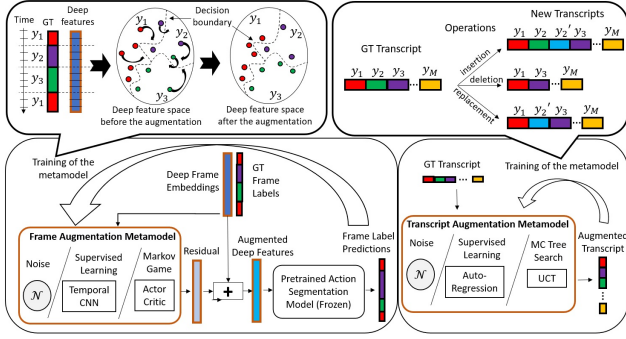 Time GT Deep features
y1
y2
y3
y1
Decision boundary
y1
y2
y3
y1
y2
y3
Deep feature space before the augmentation
Deep feature space after the augmentation
New Transcripts
Operations
GT Transcript
y1 y2 y3 yM
insertion
deletion
replacement
y1 y2 y2' y3 yM
y1 y3 yM
y1 y2' y3 yM
Training of the metamodel
Deep Frame Embeddings
GT Frame Labels
Frame Augmentation Metamodel
Noise
N
Supervised Learning
Temporal CNN
Markov Game
Actor Critic
Residual
+
Augmented Deep Features
Pretrained Action Segmentation Model (Frozen)
Frame Label Predictions
GT Transcript
Training of the metamodel
Transcript Augmentation Metamodel
Noise
N
Supervised Learning
Auto-Regression
MC Tree Search
UCT
Augmented Transcript